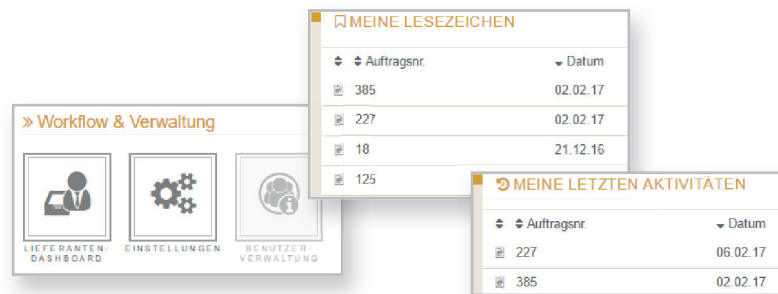 MEINE LESEZEICHEN
Auftragsnr. Datum
385 02.02.17
227 02.02.17
18 21.12.16
125
» Workflow & Verwaltung
LIEFERANTEN-
DASHBOARD
EINSTELLUNGEN
BENUTZER-
VERWALTUNG
MEINE LETZTEN AKTIVITÄTEN
Auftragsnr. Datum
227 06.02.17
385 02.02.17